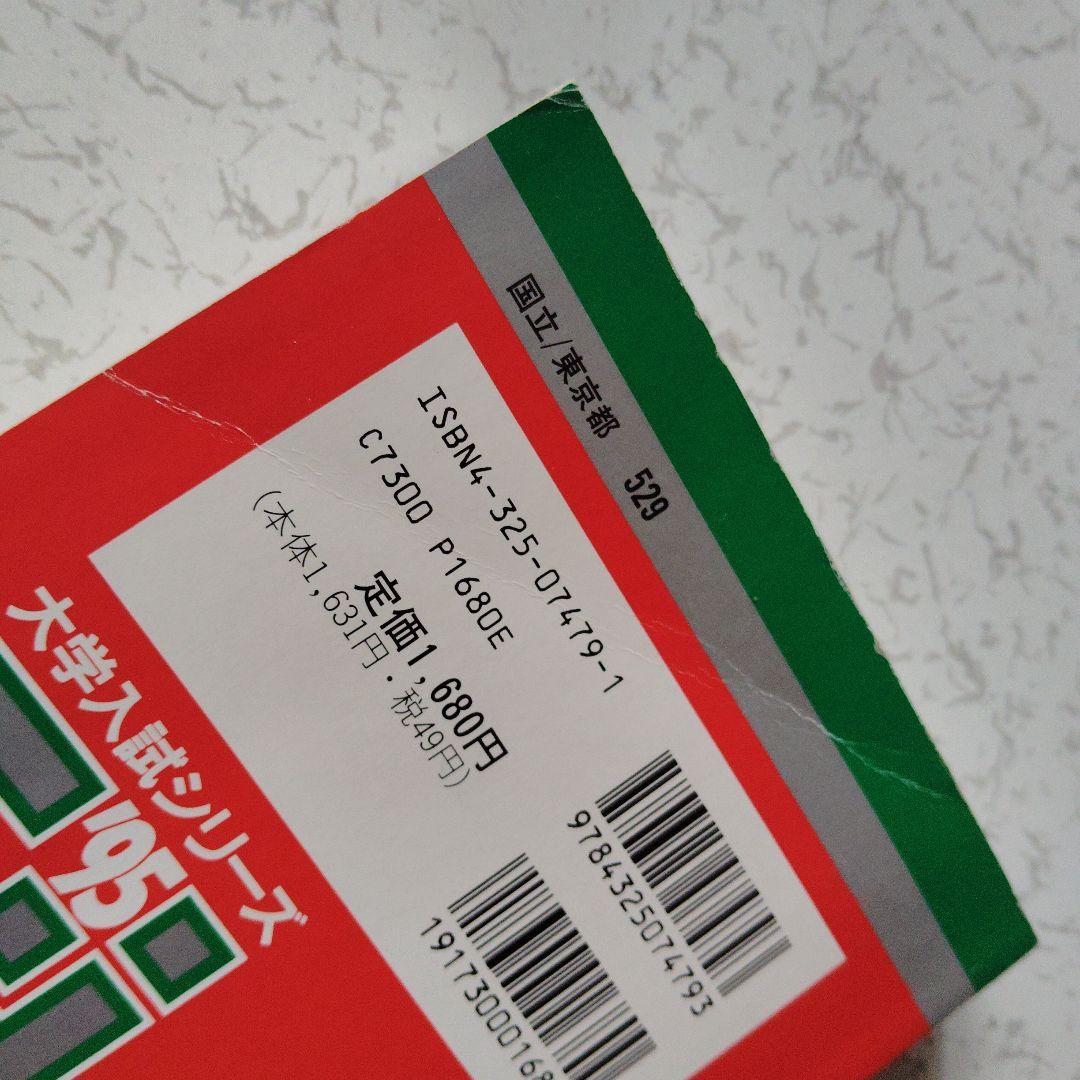 国立/東京都 529
ISBN4-325-07479-1
C7300 P1680E
定価1,680円
(本体1,631円・税49円)
9784325074793
191730000168
大学入試シリーズ
'95